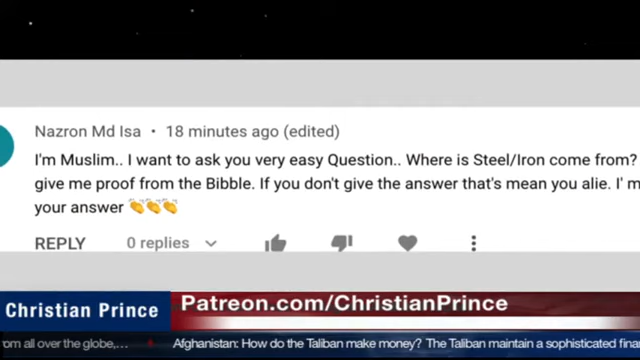 Nazron Md Isa • 18 minutes ago (edited)
I'm Muslim.. I want to ask you very easy Question.. Where is Steel/Iron come from?
give me proof from the Bibble. If you don't give the answer that's mean you alie. I' m
your answer 👏👏👏
REPLY 0 replies
Christian Prince
Patreon.com/ChristianPrince
from all over the globe,... Afghanistan: How do the Taliban make money? The Taliban maintain a sophisticated fina